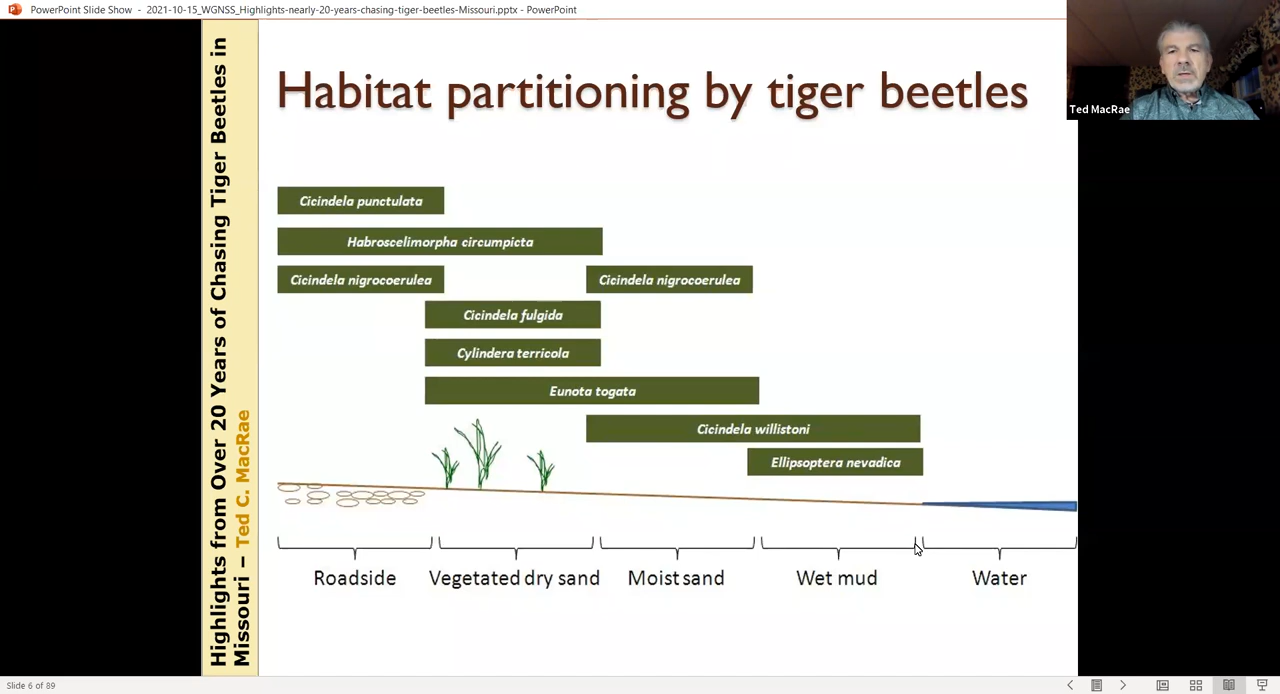 PowerPoint Slide Show - 2021-10-15_WGNSS_Highlights-nearly-20-years-chasing-tiger-beetles-Missouri.pptx - PowerPoint
Ted MacRae
Highlights from Over 20 Years of Chasing Tiger Beetles in
Missouri – Ted C. MacRae
Habitat partitioning by tiger beetles
Cicindela punctulata
Habroscelimorpha circumpicta
Cicindela nigrocoerulea
Cicindela nigrocoerulea
Cicindela fulgida
Cylindera terricola
Eunota togata
Cicindela willistoni
Ellipsoptera nevadica
Roadside
Vegetated dry sand
Moist sand
Wet mud
Water
Slide 6 of 89